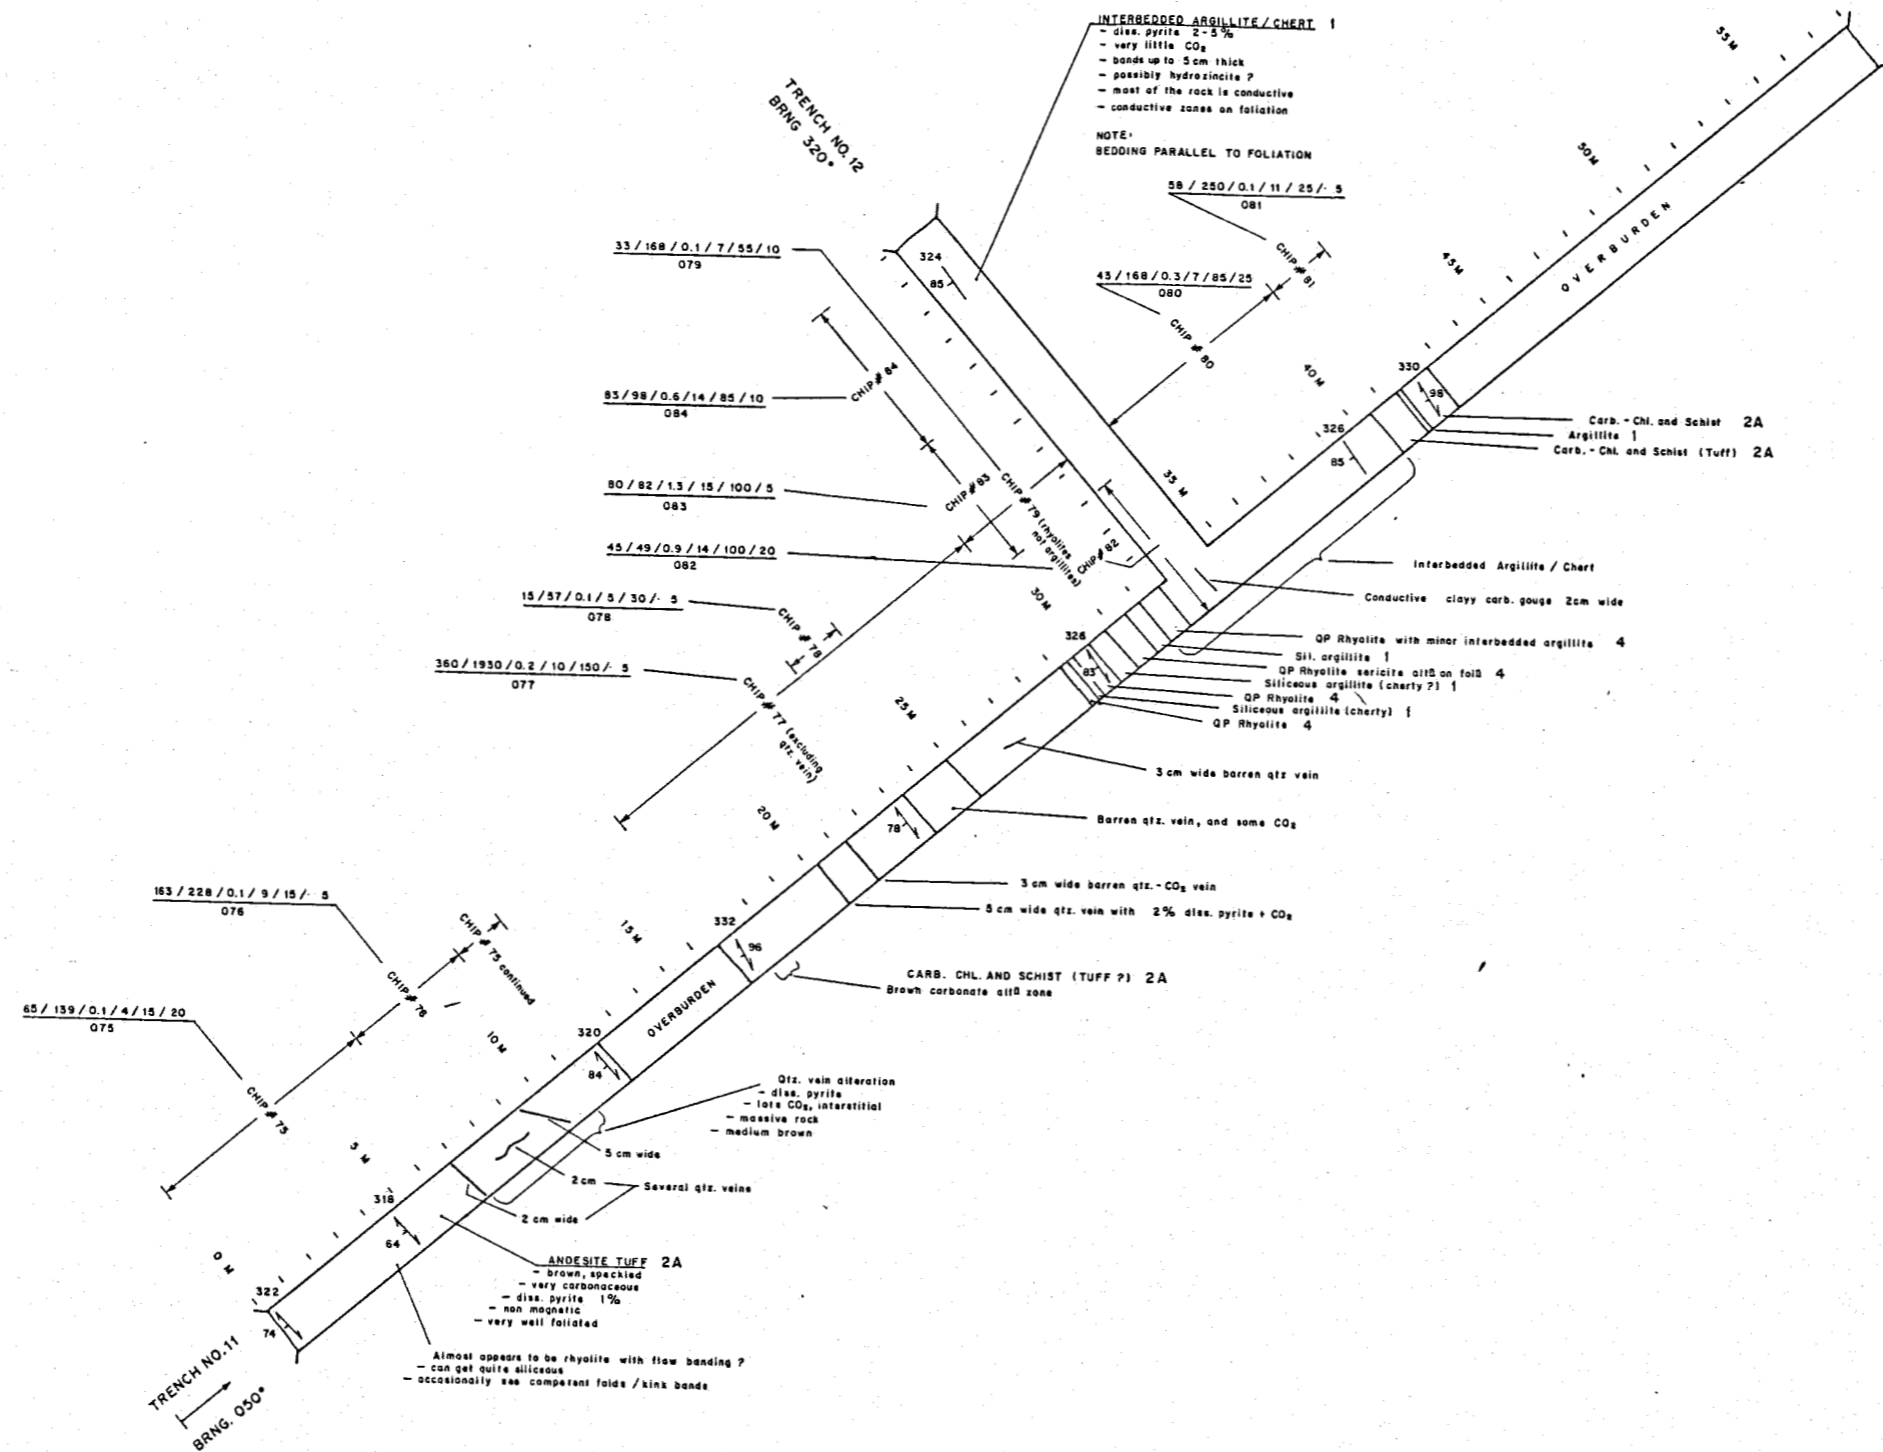 INTERBEDDED ARGILLITE / CHERT 1
- diss. pyrite 2-5%
- very little CO₂
- bands up to 5 cm thick
- possibly hydrozincite ?
- most of the rock is conductive
- conductive zones on foliation
NOTE:
BEDDING PARALLEL TO FOLIATION
TRENCH NO. 12
BRNG 320°
58 / 250 / 0.1 / 11 / 25 /- 5
081
CHIP # 81
43 / 168 / 0.3 / 7 / 85 / 25
080
CHIP # 80
33 / 168 / 0.1 / 7 / 55 / 10
079
CHIP # 79 (rhyolites
not argillites)
324
85
83 / 98 / 0.6 / 14 / 85 / 10
084
CHIP # 84
80 / 82 / 1.3 / 15 / 100 / 5
083
CHIP # 83
45 / 49 / 0.9 / 14 / 100 / 20
082
CHIP # 82
15 / 57 / 0.1 / 5 / 30 /- 5
078
CHIP # 78
360 / 1930 / 0.2 / 10 / 150 /- 5
077
CHIP # 77 (excluding
qtz. vein)
163 / 228 / 0.1 / 9 / 15 /- 5
076
CHIP # 76
CHIP # 75 continued
65 / 139 / 0.1 / 4 / 15 / 20
075
CHIP # 75
55 M
50 M
45 M
40 M
35 M
30 M
25 M
20 M
15 M
10 M
5 M
0 M
OVERBURDEN
330
98
326
85
Carb. - Chl. and Schist 2A
Argillite 1
Carb. - Chl. and Schist (Tuff) 2A
Interbedded Argillite / Chert
Conductive clayy carb. gouge 2cm wide
326
83
QP Rhyolite with minor interbedded argillite 4
Sil. argillite 1
QP Rhyolite sericite altn on foln 4
Siliceous argillite (cherty ?) 1
QP Rhyolite 4
Siliceous argillite (cherty) 1
QP Rhyolite 4
3 cm wide barren qtz vein
Barren qtz. vein, and some CO₂
78
3 cm wide barren qtz. - CO₂ vein
5 cm wide qtz. vein with 2% diss. pyrite + CO₂
332
96
CARB. CHL. AND SCHIST (TUFF ?) 2A
Brown carbonate altn zone
OVERBURDEN
320
84
Qtz. vein alteration
- diss. pyrite
- lots CO₂, interstitial
- massive rock
- medium brown
5 cm wide
2 cm
Several qtz. veins
2 cm wide
318
64
ANDESITE TUFF 2A
- brown, speckled
- very carbonaceous
- diss. pyrite 1%
- non magnetic
- very well foliated
322
74
Almost appears to be rhyolite with flow banding ?
- can get quite siliceous
- occasionally see competent folds / kink bands
TRENCH NO. 11
BRNG. 050°